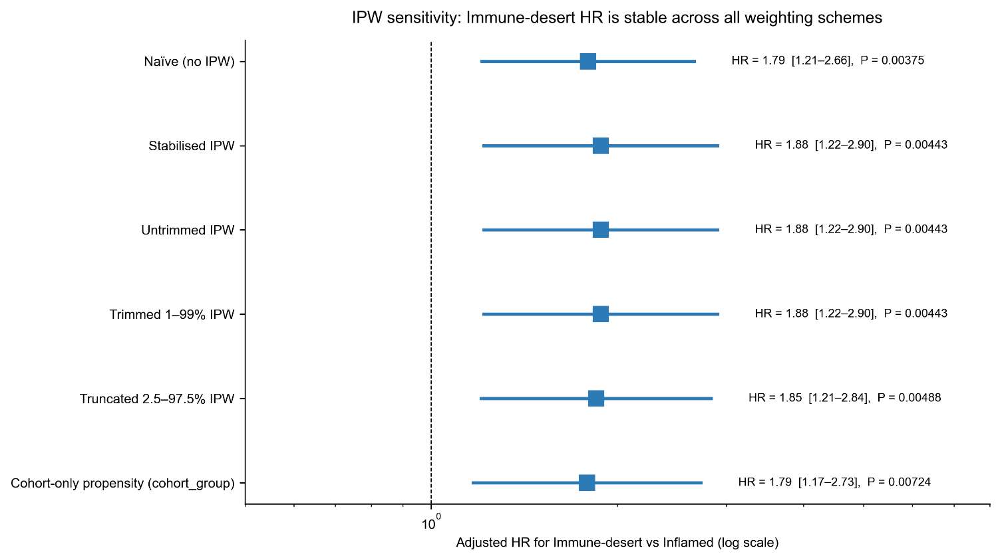 IPW sensitivity: Immune-desert HR is stable across all weighting schemes
Naïve (no IPW) HR = 1.79 [1.21–2.66], P = 0.00375
Stabilised IPW HR = 1.88 [1.22–2.90], P = 0.00443
Untrimmed IPW HR = 1.88 [1.22–2.90], P = 0.00443
Trimmed 1–99% IPW HR = 1.88 [1.22–2.90], P = 0.00443
Truncated 2.5–97.5% IPW HR = 1.85 [1.21–2.84], P = 0.00488
Cohort-only propensity (cohort_group) HR = 1.79 [1.17–2.73], P = 0.00724
10⁰
Adjusted HR for Immune-desert vs Inflamed (log scale)